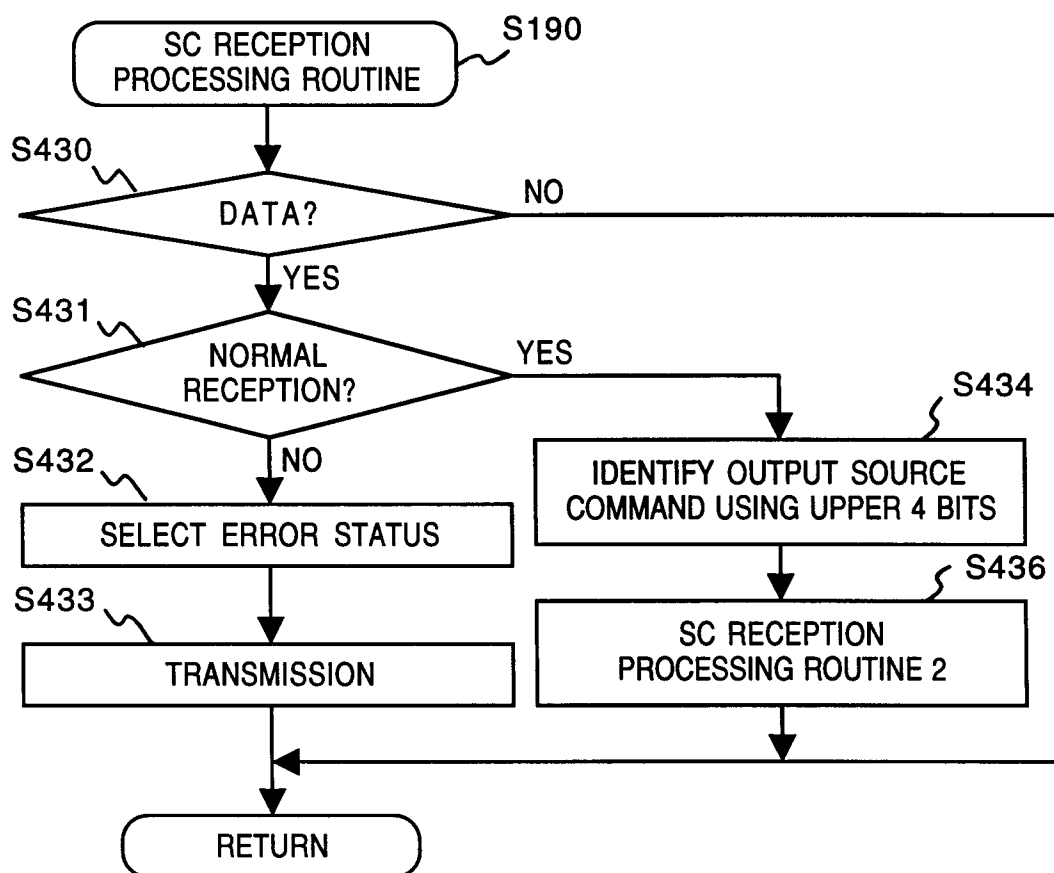 SC RECEPTION
PROCESSING ROUTINE
S190
S430
DATA?
NO
YES
S431
NORMAL
RECEPTION?
YES
NO
S434
IDENTIFY OUTPUT SOURCE
COMMAND USING UPPER 4 BITS
S432
SELECT ERROR STATUS
S436
SC RECEPTION
PROCESSING ROUTINE 2
S433
TRANSMISSION
RETURN